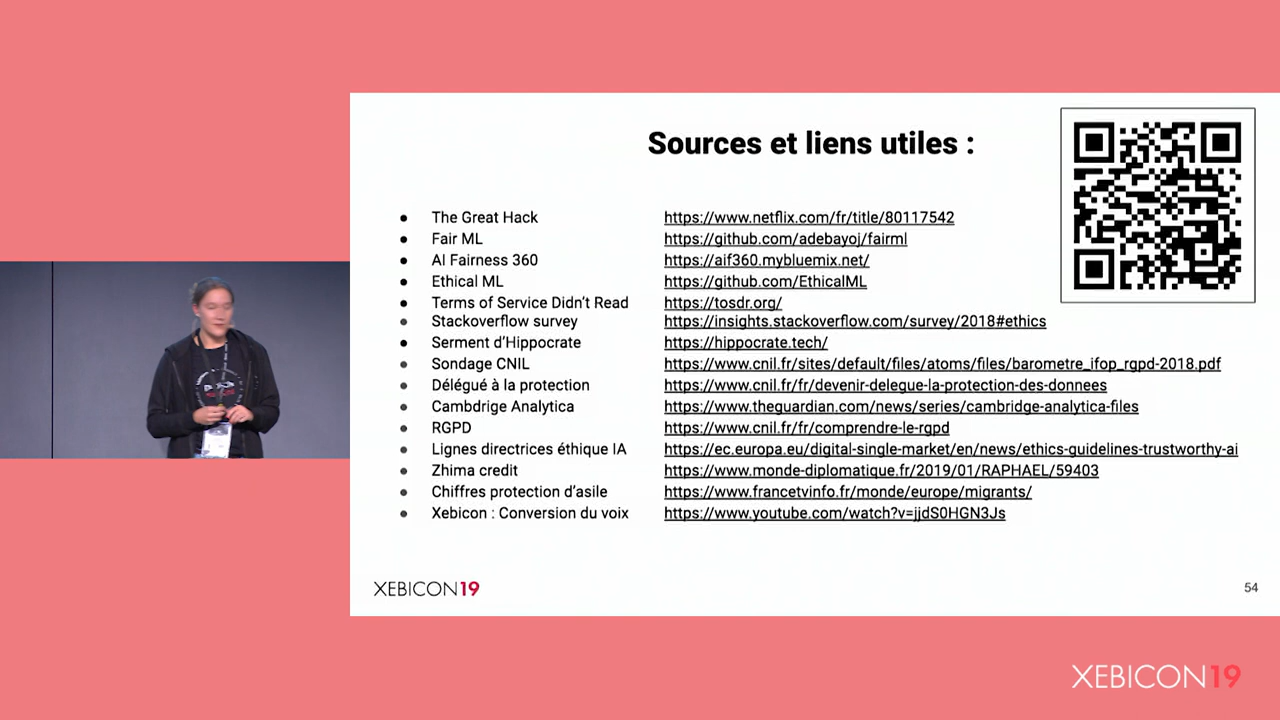 Sources et liens utiles :
The Great Hack https://www.netflix.com/fr/title/80117542
Fair ML https://github.com/adebayoj/fairml
AI Fairness 360 https://aif360.mybluemix.net/
Ethical ML https://github.com/EthicalML
Terms of Service Didn't Read https://tosdr.org/
Stackoverflow survey https://insights.stackoverflow.com/survey/2018#ethics
Serment d'Hippocrate https://hippocrate.tech/
Sondage CNIL https://www.cnil.fr/sites/default/files/atoms/files/barometre_ifop_rgpd-2018.pdf
Délégué à la protection https://www.cnil.fr/fr/devenir-delegue-la-protection-des-donnees
Cambdrige Analytica https://www.theguardian.com/news/series/cambridge-analytica-files
RGPD https://www.cnil.fr/fr/comprendre-le-rgpd
Lignes directrices éthique IA https://ec.europa.eu/digital-single-market/en/news/ethics-guidelines-trustworthy-ai
Zhima credit https://www.monde-diplomatique.fr/2019/01/RAPHAEL/59403
Chiffres protection d'asile https://www.francetvinfo.fr/monde/europe/migrants/
Xebicon : Conversion du voix https://www.youtube.com/watch?v=jjdS0HGN3Js
XEBICON19 54
XEBICON19